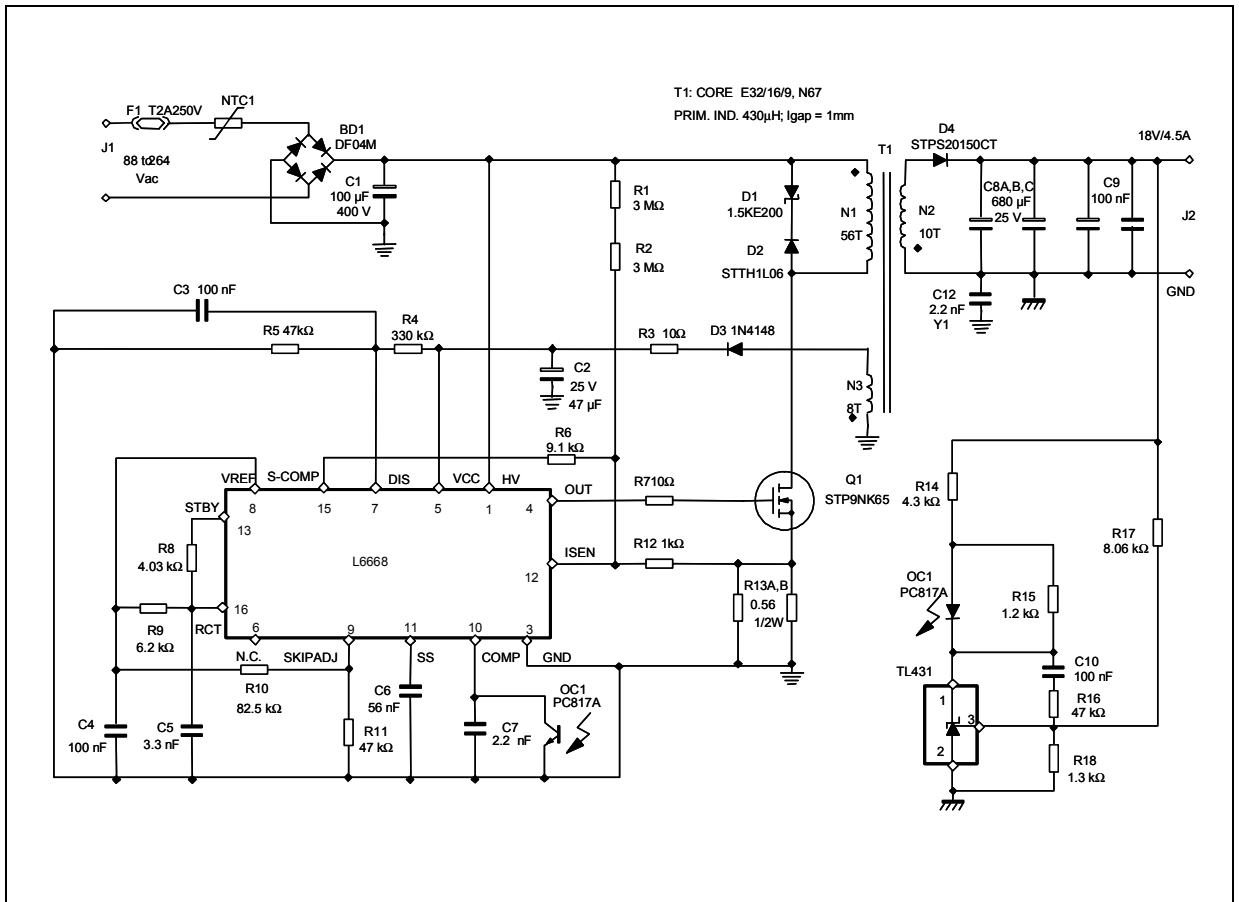 T1: CORE E32/16/9, N67
PRIM. IND. 430µH; lgap = 1mm
F1 T2A250V
NTC1
J1
88 to264
Vac
BD1
DF04M
C1
100 µF
400 V
R1
3 MΩ
R2
3 MΩ
D1
1.5KE200
D2
STTH1L06
N1
56T
T1
N2
10T
D4
STPS20150CT
18V/4.5A
C8A,B,C
680 µF
25 V
C9
100 nF
J2
GND
C12
2.2 nF
Y1
C3 100 nF
R5 47kΩ
R4
330 kΩ
R3 10Ω
D3 1N4148
C2
25 V
47 µF
N3
8T
R6
9.1 kΩ
VREF
S-COMP
DIS
VCC
HV
OUT
8
15
7
5
1
4
STBY
13
R7 10Ω
Q1
STP9NK65
R8
4.03 kΩ
L6668
ISEN
12
R12 1kΩ
R13A,B
0.56
1/2W
R9
6.2 kΩ
16
RCT
6
9
11
10
3
N.C.
SKIPADJ
SS
COMP
GND
R10
82.5 kΩ
C4
100 nF
C5
3.3 nF
R11
47 kΩ
C6
56 nF
C7
2.2 nF
OC1
PC817A
R14
4.3 kΩ
R17
8.06 kΩ
OC1
PC817A
R15
1.2 kΩ
TL431
C10
100 nF
R16
47 kΩ
1
3
2
R18
1.3 kΩ